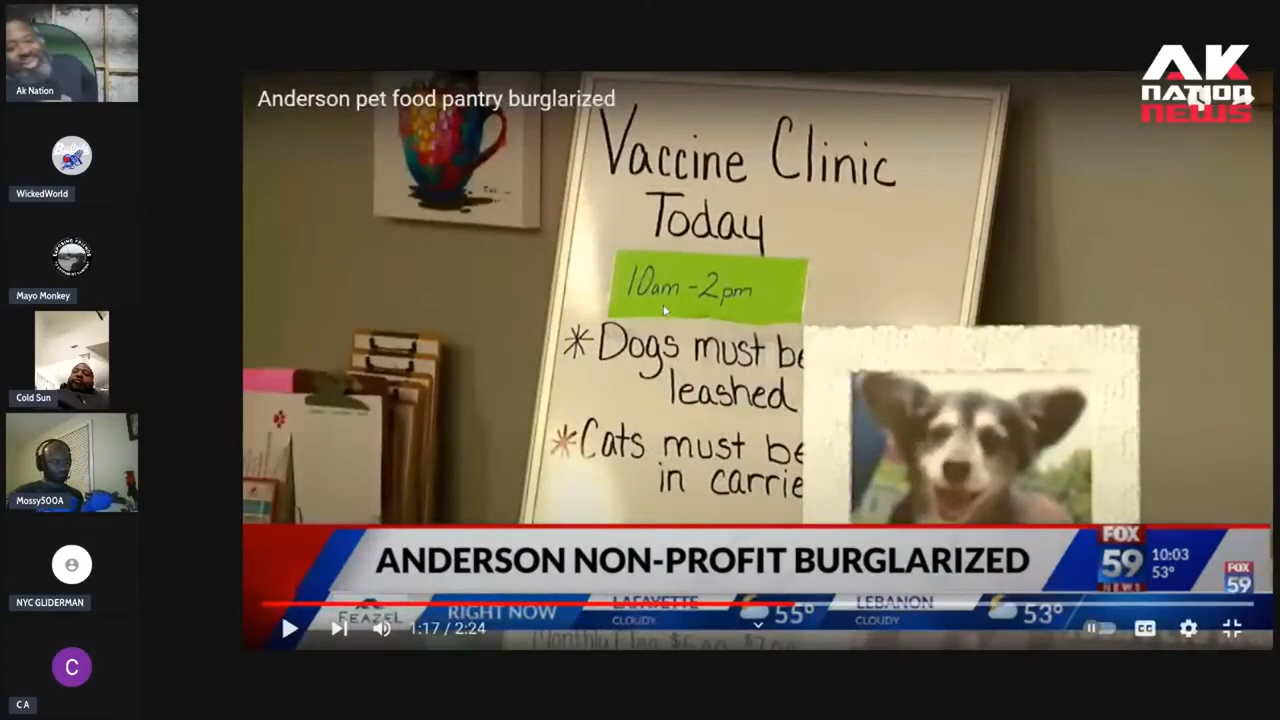 Ak Nation
WickedWorld
Mayo Monkey
Cold Sun
Mossy500A
NYC GLIDERMAN
C
C A
AK
NATION
NEWS
Anderson pet food pantry burglarized
Vaccine Clinic
Today
10am - 2pm
* Dogs must be
leashed
* Cats must be
in carrie
ANDERSON NON-PROFIT BURGLARIZED
FOX
59
NEWS
10:03
53°
FOX
59
FEAZEL
RIGHT NOW
LAFAYETTE
CLOUDY
55°
LEBANON
CLOUDY
53°
1:17 / 2:24
CC